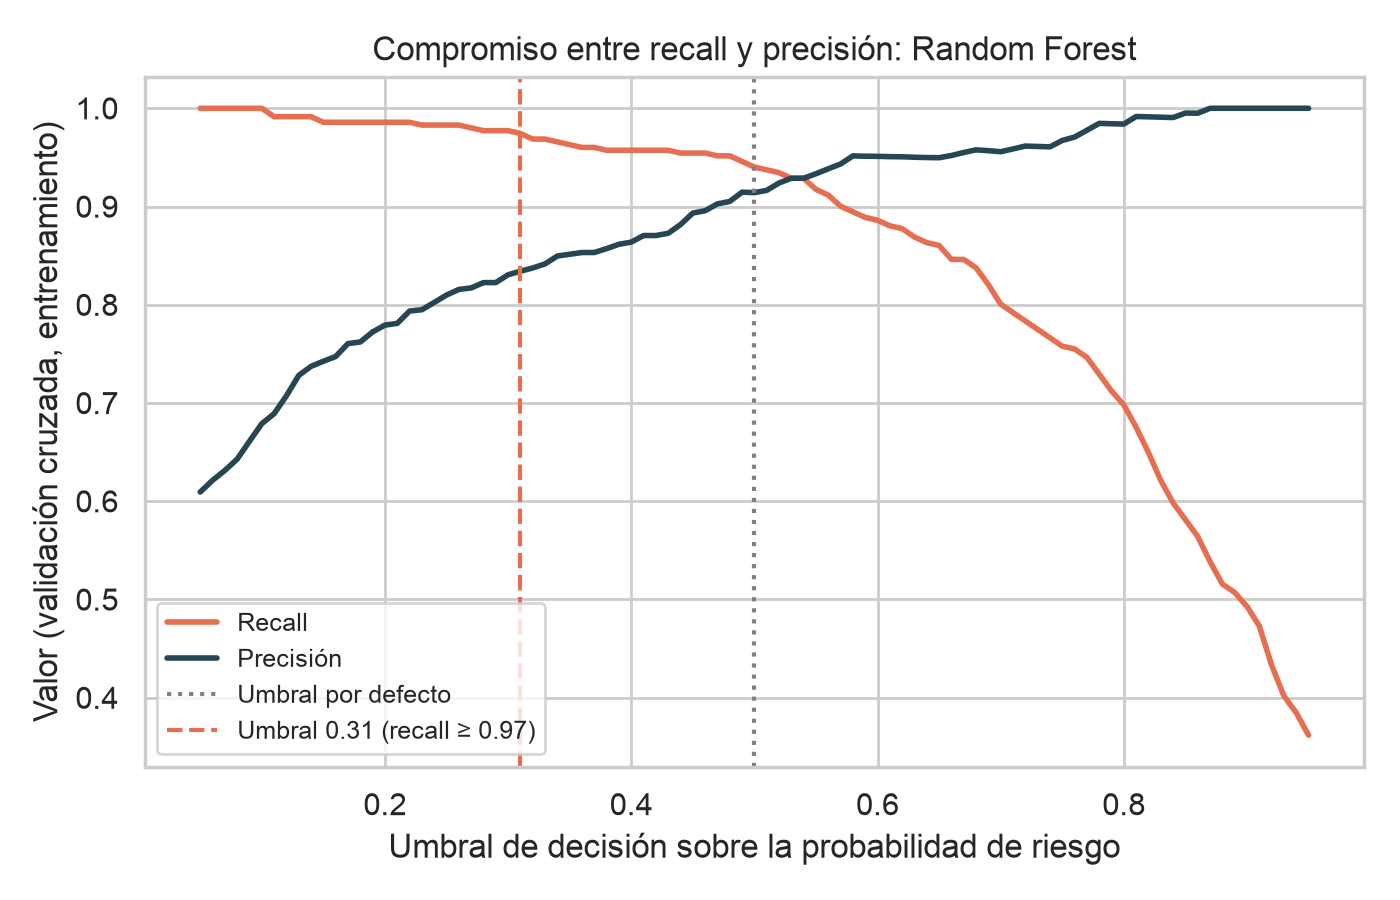 Compromiso entre recall y precisión: Random Forest
Valor (validación cruzada, entrenamiento)
1.0
0.9
0.8
0.7
0.6
0.5
0.4
Recall
Precisión
Umbral por defecto
Umbral 0.31 (recall ≥ 0.97)
0.2
0.4
0.6
0.8
Umbral de decisión sobre la probabilidad de riesgo